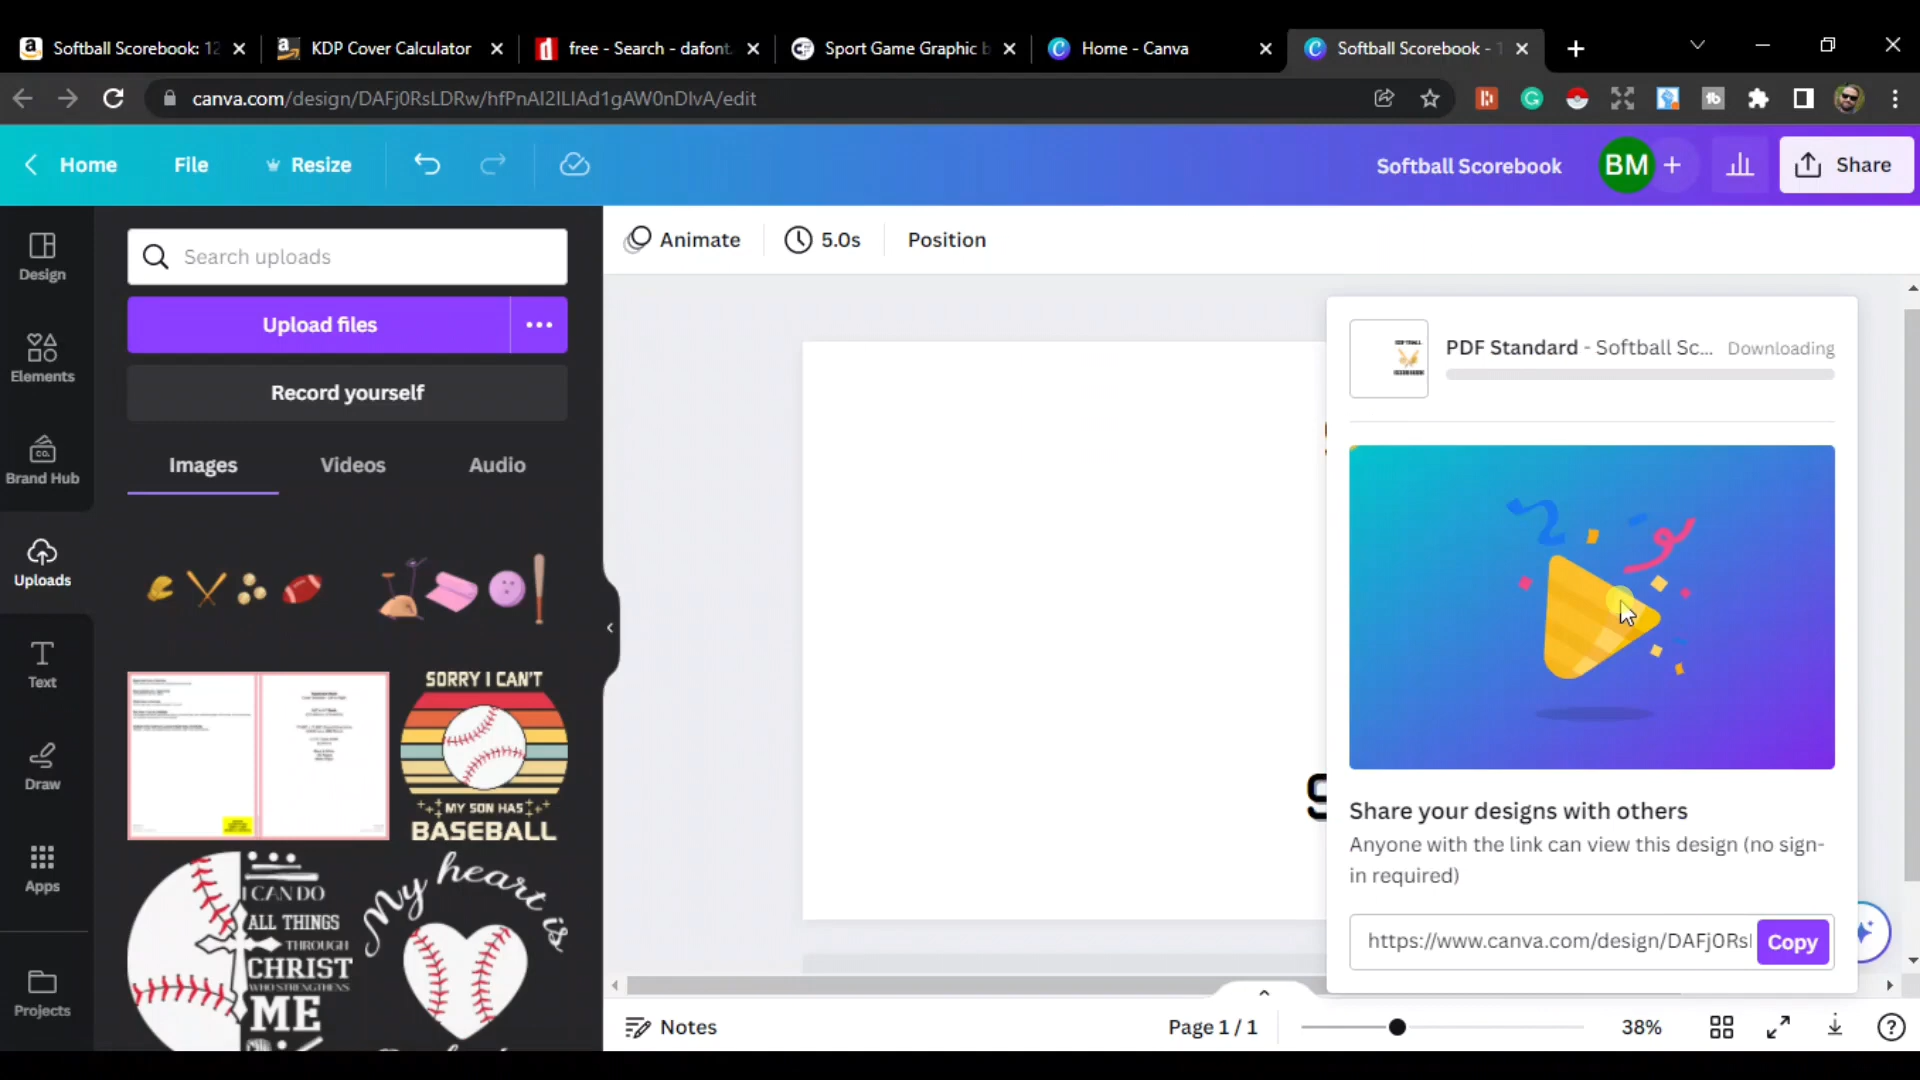 Softball Scorebook: 12
KDP Cover Calculator
free - Search - dafont.
Sport Game Graphic b
Home - Canva
Softball Scorebook - 1
canva.com/design/DAFj0RsLDRw/hfPnAI2ILIAd1gAW0nDIvA/edit
Home
File
Resize
Softball Scorebook
BM
Share
Design
Elements
Brand Hub
Uploads
Text
Draw
Apps
Projects
Search uploads
Upload files
Record yourself
Images
Videos
Audio
SORRY I CAN'T
MY SON HAS
BASEBALL
I CAN DO
ALL THINGS
THROUGH
CHRIST
WHO STRENGTHENS
ME
My heart is
Animate
5.0s
Position
PDF Standard - Softball Sc...
Downloading
Share your designs with others
Anyone with the link can view this design (no sign-
in required)
https://www.canva.com/design/DAFj0Rsl
Copy
Notes
Page 1 / 1
38%